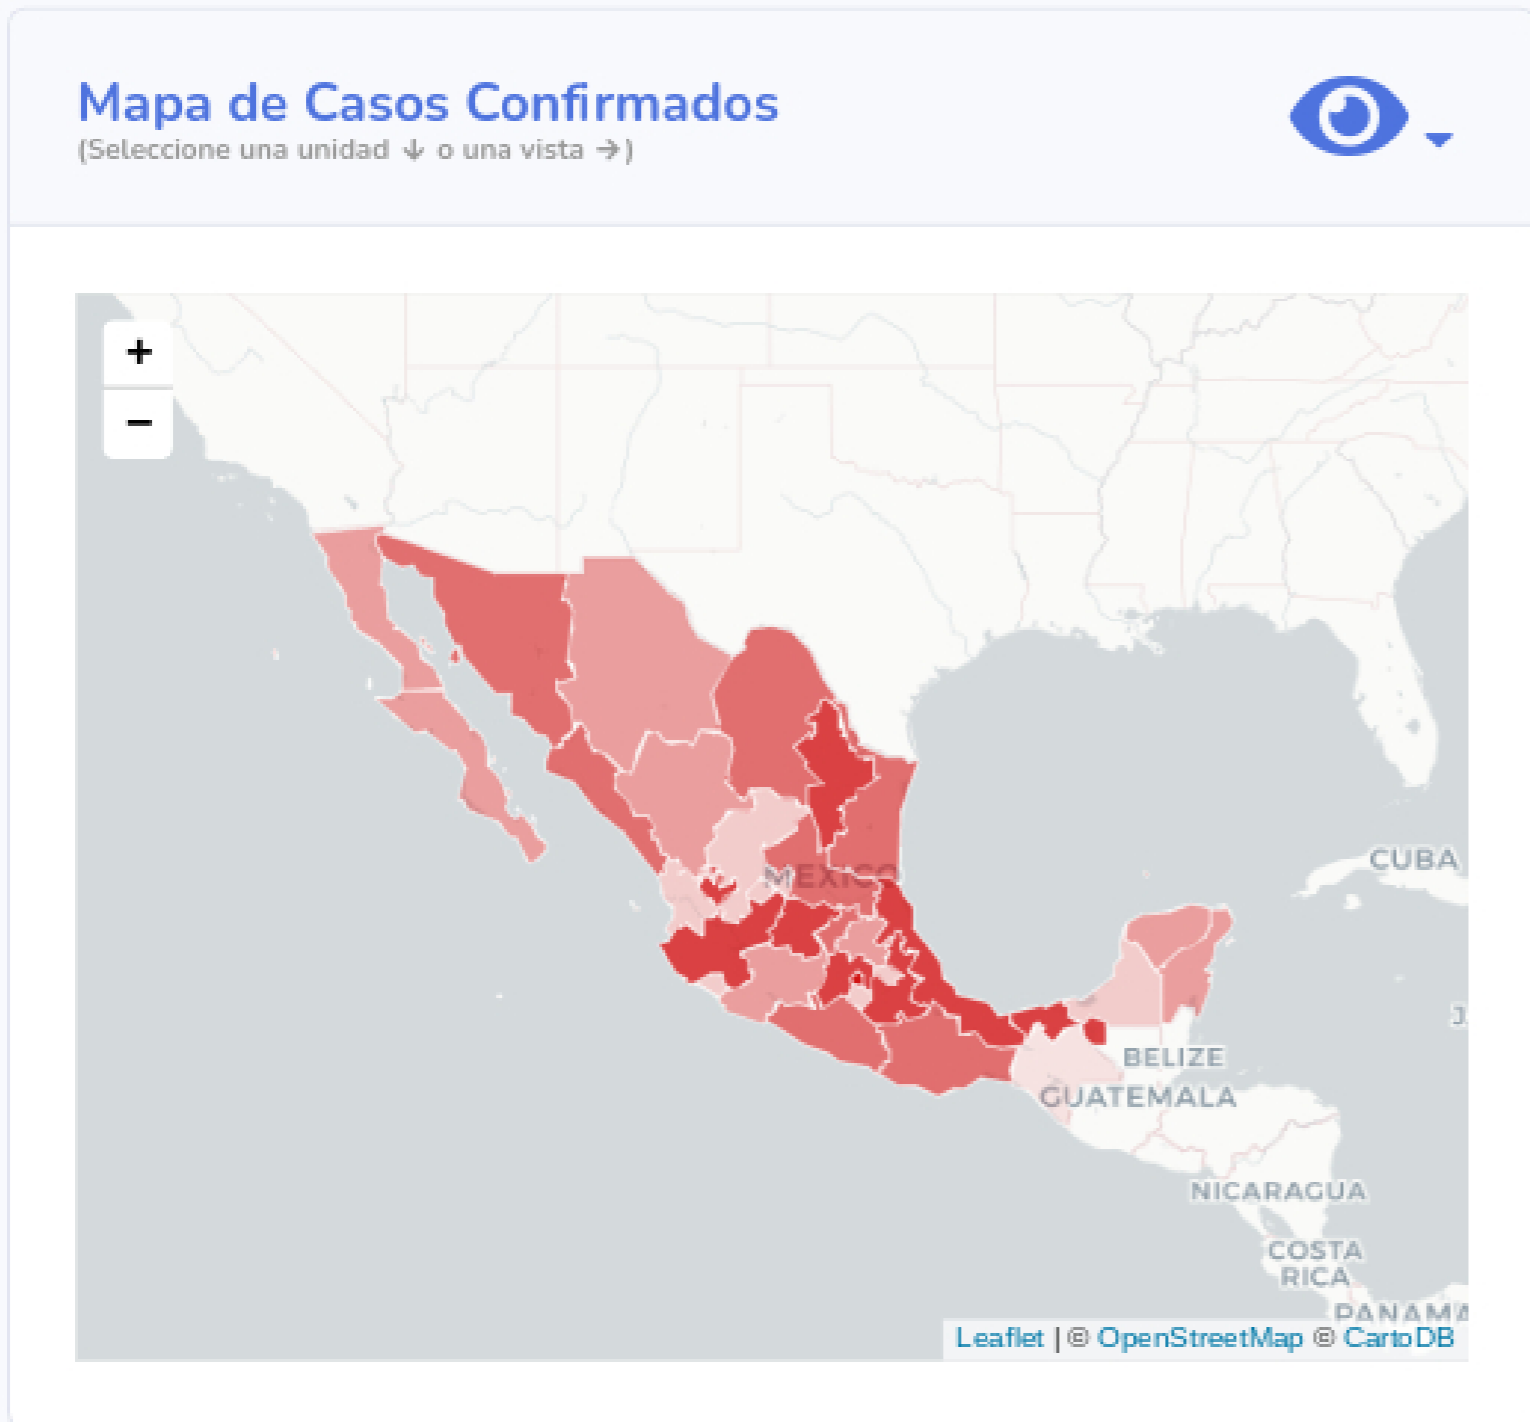 Mapa de Casos Confirmados
(Seleccione una unidad ↓ o una vista →)
+
−
MEXICO
CUBA
BELIZE
GUATEMALA
NICARAGUA
COSTA
RICA
PANAMA
Leaflet | © OpenStreetMap © CartoDB